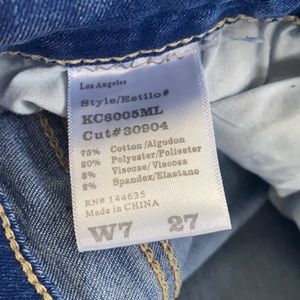 Los Angeles
Style/Estilo#
KC6005ML
Cut#30904
75% Cotton/Algodon
20% Polyester/Poliester
3% Viscose/Viscosa
2% Spandex/Elastano
RN# 144635
Made in CHINA
W7 27